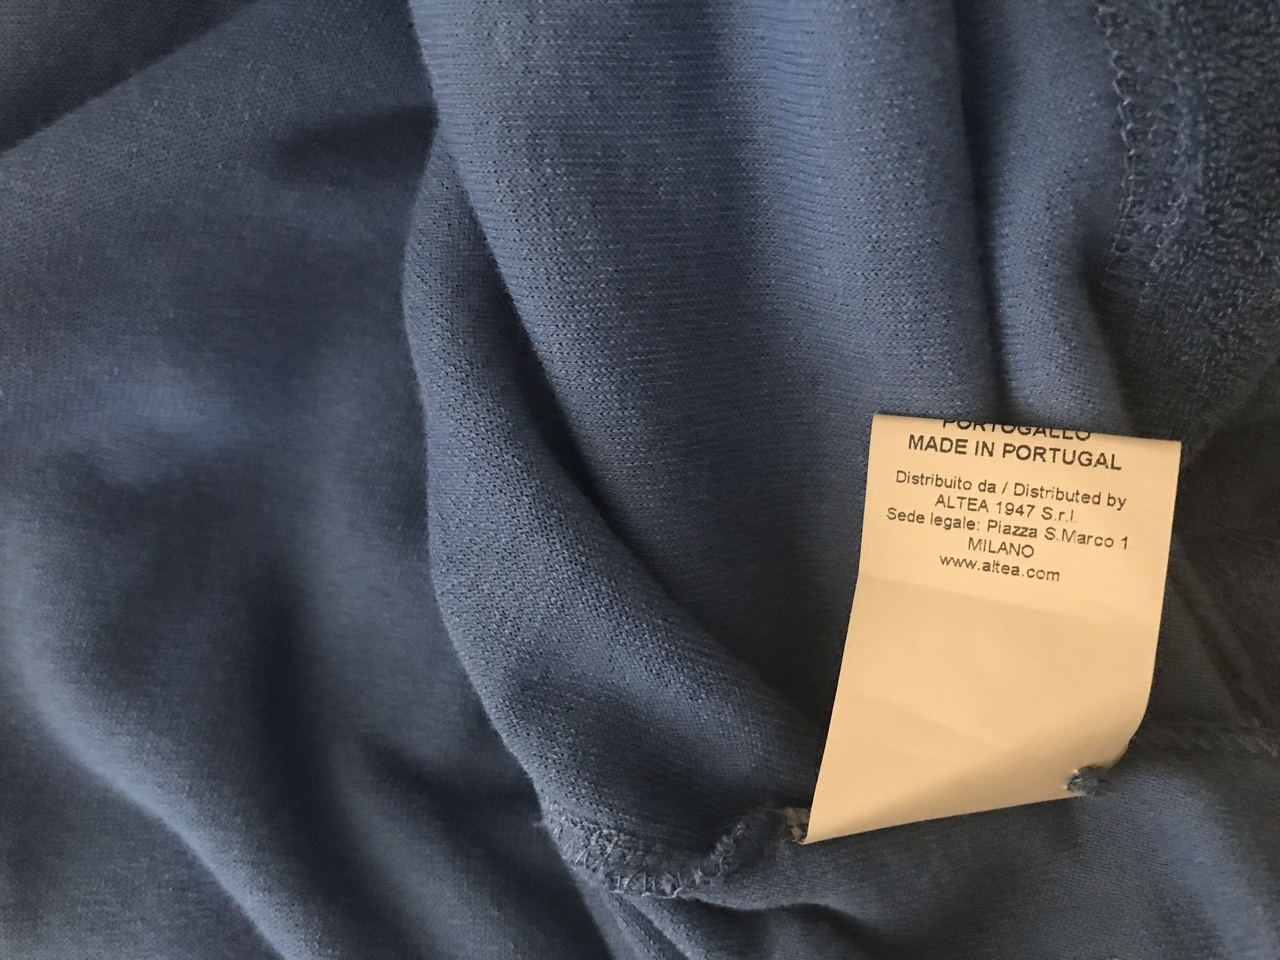 PORTOGALLO
MADE IN PORTUGAL
Distribuito da / Distributed by
ALTEA 1947 S.r.l.
Sede legale: Piazza S.Marco 1
MILANO
www.altea.com